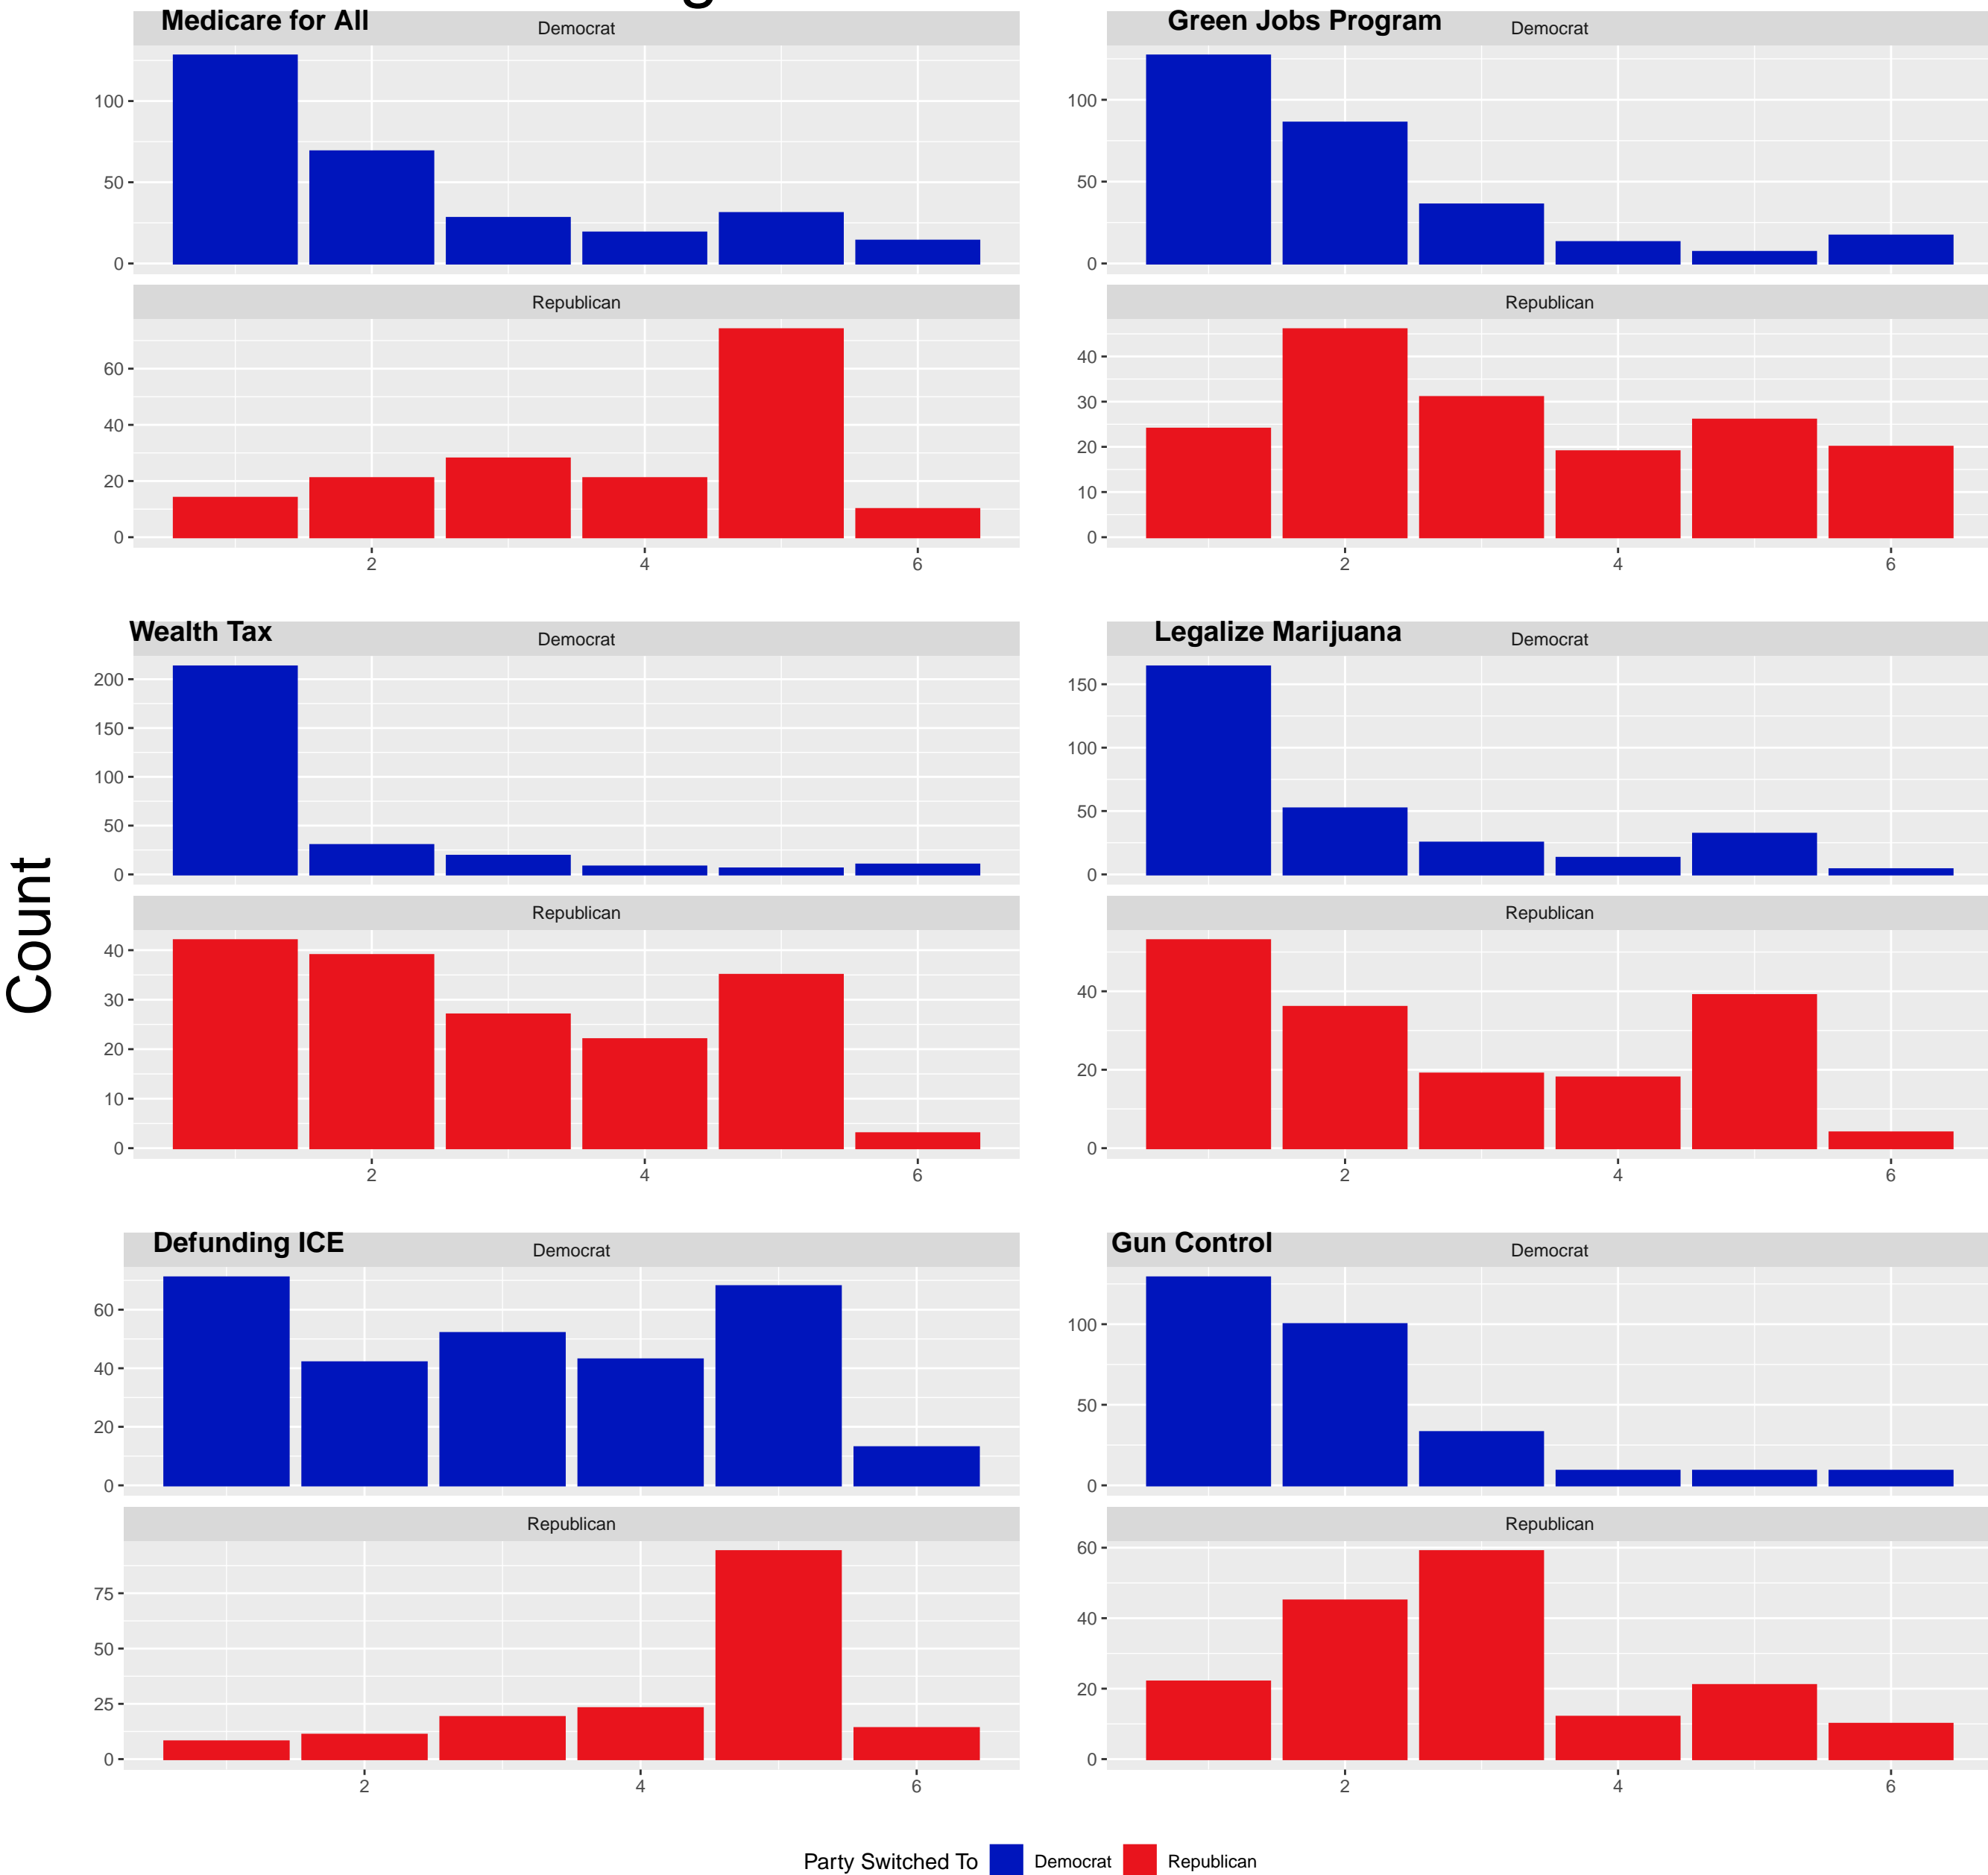 Medicare for All
Democrat
100
50
0
Republican
60
40
20
0
2 4 6
Green Jobs Program
Democrat
100
50
0
Republican
40
30
20
10
0
2 4 6
Count
Wealth Tax
Democrat
200
150
100
50
0
Republican
40
30
20
10
0
2 4 6
Legalize Marijuana
Democrat
150
100
50
0
Republican
40
20
0
2 4 6
Defunding ICE
Democrat
60
40
20
0
Republican
75
50
25
0
2 4 6
Gun Control
Democrat
100
50
0
Republican
60
40
20
0
2 4 6
Party Switched To Democrat Republican